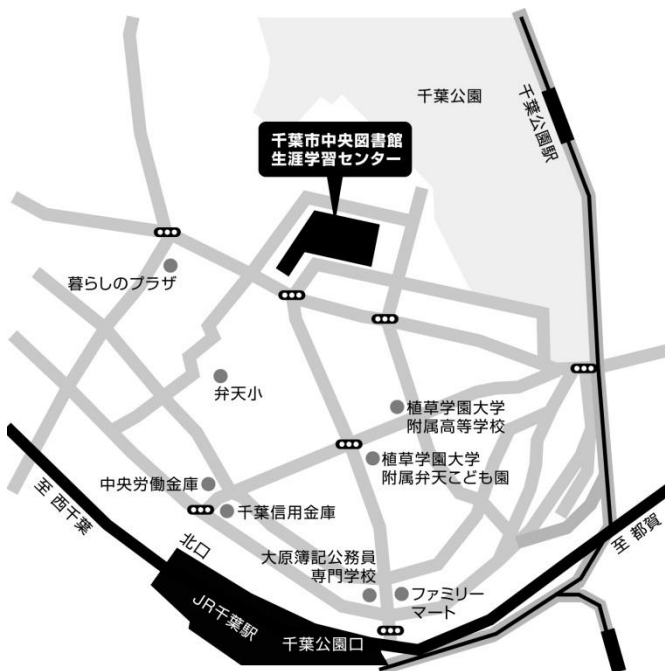 千葉公園
千葉公園駅
千葉市中央図書館
生涯学習センター
暮らしのプラザ
弁天小
植草学園大学
附属高等学校
植草学園大学
附属弁天こども園
中央労働金庫
千葉信用金庫
至 西千葉
北口
大原簿記公務員
専門学校
ファミリー
マート
至 都賀
JR千葉駅
千葉公園口